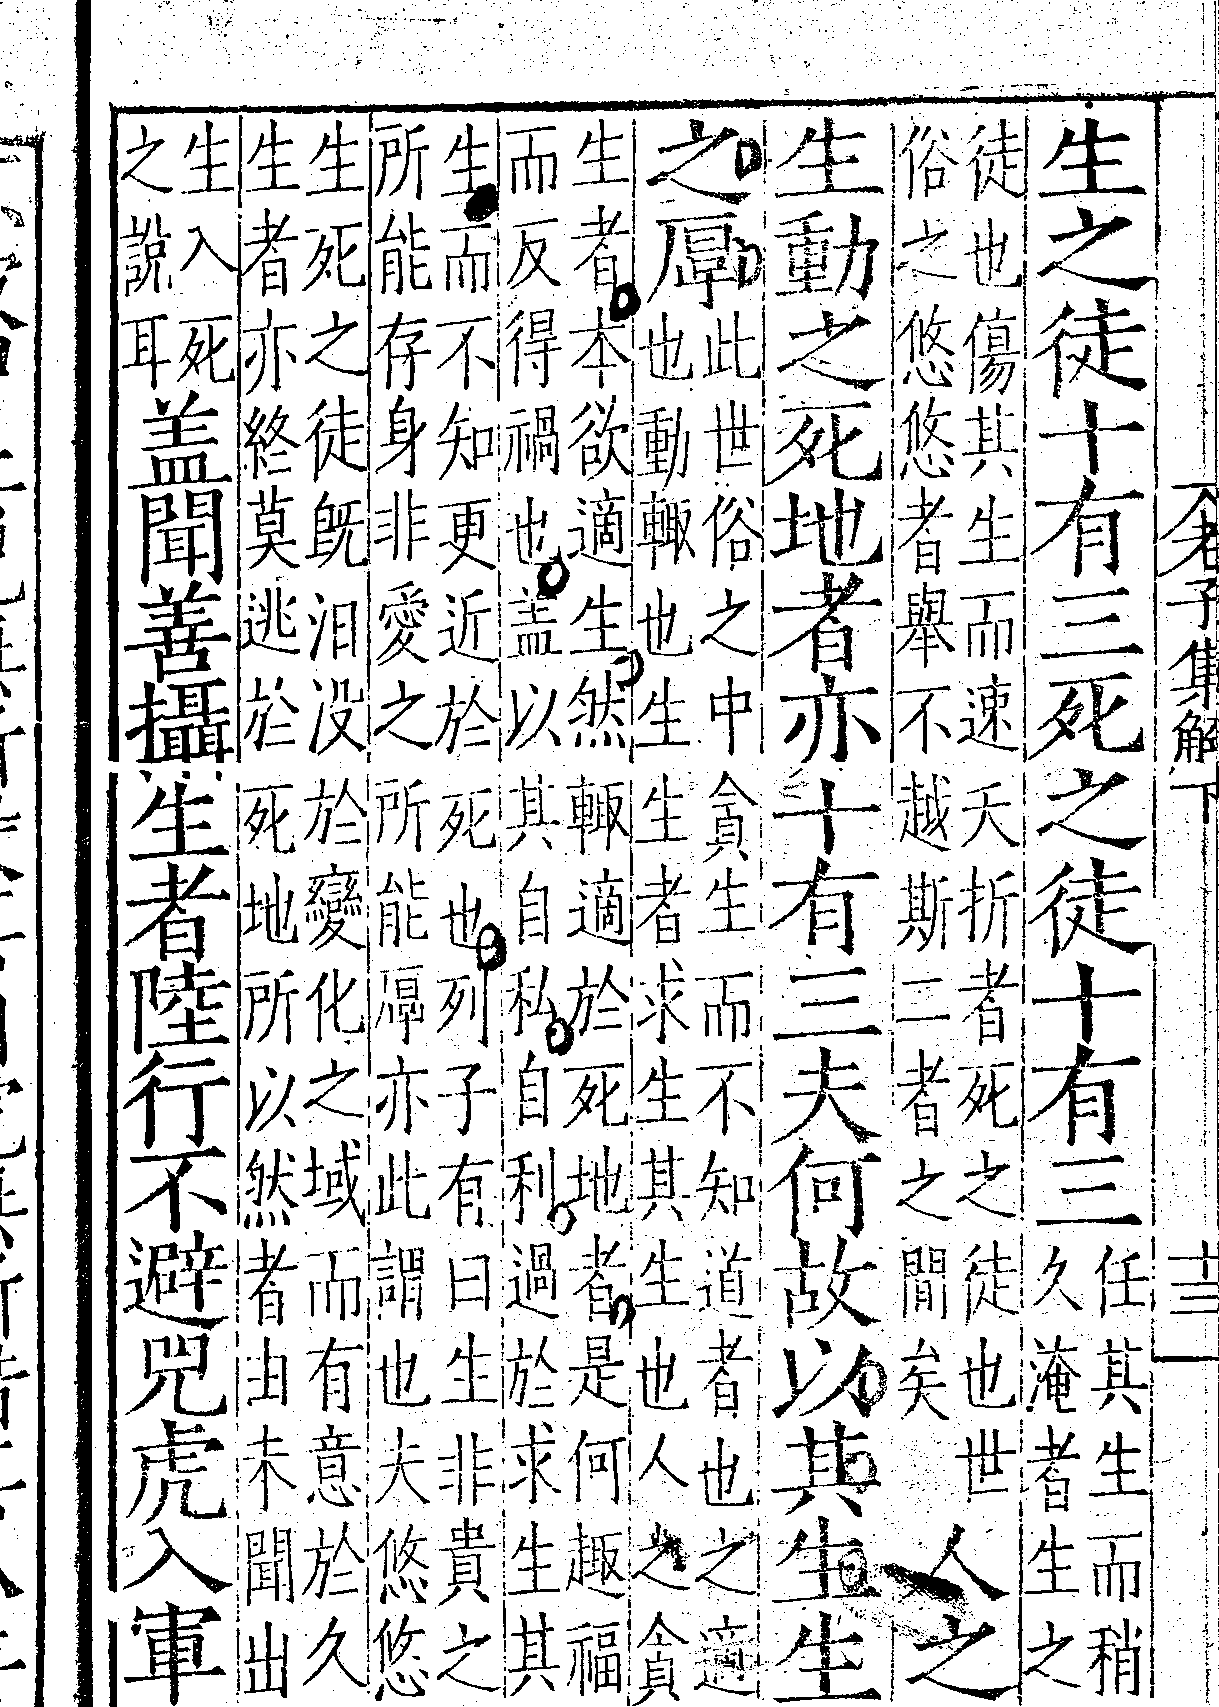 老子集解下
十三
生之徒十有三死之徒十有三
任其生而稍
久淹者生之
徒也傷其生而速夭折者死之徒也世
俗之悠悠者舉不越斯二者之間矣
人之
生動之死地者亦十有三夫何故以其生生
之厚
此世俗之中貪生而不知道者也之適
也動輙也生生者求生其生也人之貪
生者本欲適生然輙適於死地者是何趣福
而反得禍也盖以其自私自利過於求生其
生而不知更近於死也列子有曰生非貴之
所能存身非愛之所能厚亦此謂也夫悠悠
生死之徒旣汨没於變化之域而有意於久
生者亦終莫逃於死地所以然者由未聞出
生入死
之說耳
盖聞善攝生者陸行不避兕虎入軍